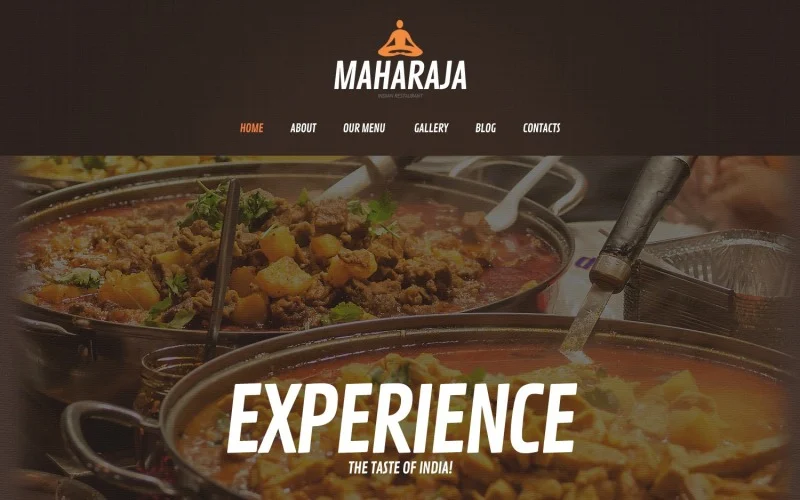 MAHARAJA
INDIAN RESTAURANT
HOME ABOUT OUR MENU GALLERY BLOG CONTACTS
EXPERIENCE
THE TASTE OF INDIA!